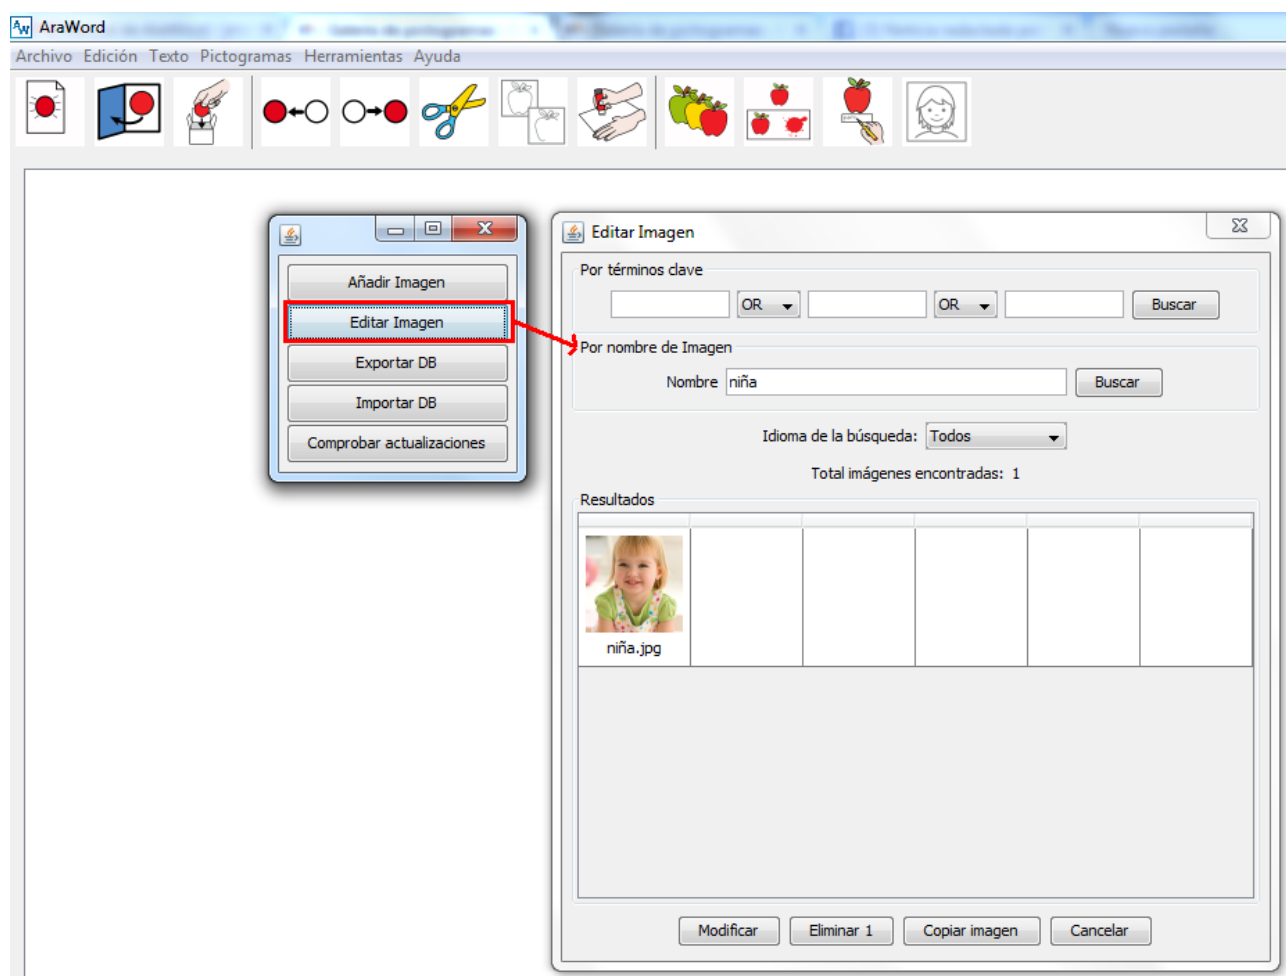 AraWord
Archivo Edición Texto Pictogramas Herramientas Ayuda
Añadir Imagen
Editar Imagen
Exportar DB
Importar DB
Comprobar actualizaciones
Editar Imagen
Por términos clave
OR OR Buscar
Por nombre de Imagen
Nombre niña Buscar
Idioma de la búsqueda: Todos
Total imágenes encontradas: 1
Resultados
niña.jpg
Modificar Eliminar 1 Copiar imagen Cancelar